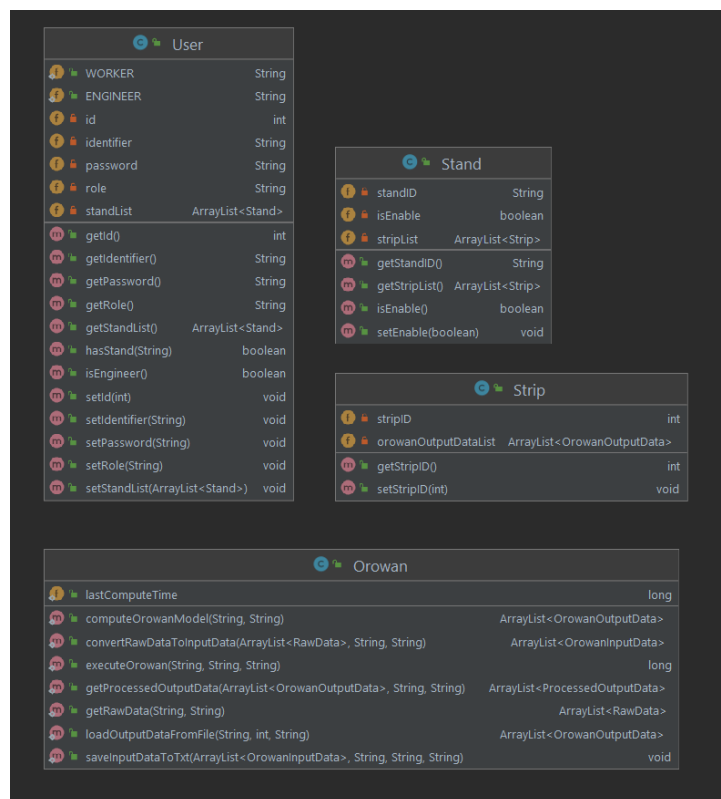 User
WORKER String
ENGINEER String
id int
identifier String
password String
role String
standList ArrayList<Stand>
getId() int
getIdentifier() String
getPassword() String
getRole() String
getStandList() ArrayList<Stand>
hasStand(String) boolean
isEngineer() boolean
setId(int) void
setIdentifier(String) void
setPassword(String) void
setRole(String) void
setStandList(ArrayList<Stand>) void
Stand
standID String
isEnable boolean
stripList ArrayList<Strip>
getStandID() String
getStripList() ArrayList<Strip>
isEnable() boolean
setEnable(boolean) void
Strip
stripID int
orowanOutputDataList ArrayList<OrowanOutputData>
getStripID() int
setStripID(int) void
Orowan
lastComputeTime long
computeOrowanModel(String, String) ArrayList<OrowanOutputData>
convertRawDataToInputData(ArrayList<RawData>, String, String) ArrayList<OrowanInputData>
executeOrowan(String, String, String) long
getProcessedOutputData(ArrayList<OrowanOutputData>, String, String) ArrayList<ProcessedOutputData>
getRawData(String, String) ArrayList<RawData>
loadOutputDataFromFile(String, int, String) ArrayList<OrowanOutputData>
saveInputDataToTxt(ArrayList<OrowanInputData>, String, String, String) void